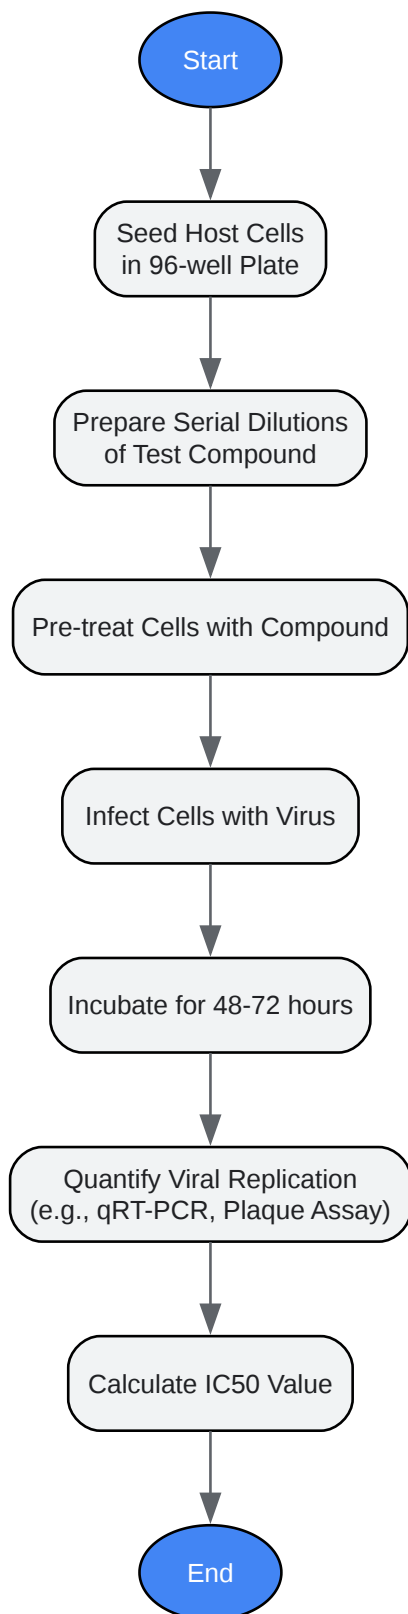 Start
Seed Host Cells
in 96-well Plate
Prepare Serial Dilutions
of Test Compound
Pre-treat Cells with Compound
Infect Cells with Virus
Incubate for 48-72 hours
Quantify Viral Replication
(e.g., qRT-PCR, Plaque Assay)
Calculate IC50 Value
End